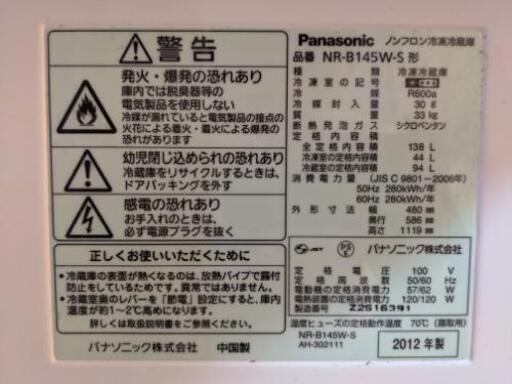 警告
発火・爆発の恐れあり
庫内では脱臭器等の
電気製品を使用しない
冷媒が漏れていると電気製品の接点の
火花による着火・着火による爆発の
恐れがあります
幼児閉じ込められの恐れあり
冷蔵庫をリサイクルされるときは、
ドアパッキングを外す
感電の恐れあり
お手入れのときは、
必ず電源プラグを抜く
正しくお使いいただくために
・冷蔵庫の表面が熱くなるのは、放熱パイプで露付
防止をしているためです。異常ではありません。
・冷蔵室奥のレバーを「節電」設定にすると、庫内
温度が約1〜2℃高めになります。
詳しくは取扱説明書をご覧ください。
パナソニック株式会社 中国製
Panasonic ノンフロン冷凍冷蔵庫
品番 NR-B145W-S 形
種類 冷凍冷蔵庫
冷凍室の記号
冷媒 R600a
冷媒封入量 30 g
質量 33 kg
断熱発泡ガス シクロペンタン
定格内容積
全定格内容積 138 L
冷凍室の定格内容積 44 L
冷蔵室の定格内容積 94 L
消費電力量 (JIS C 9801-2006年)
50Hz 280kWh/年
60Hz 280kWh/年
外形寸法 幅 480 mm
奥行 586 mm
高さ 1119 mm
JET PS E パナソニック株式会社
定格電圧 100 V
定格周波数 50/60 Hz
電動機の定格消費電力 57/62 W
電熱装置の定格消費電力 120/120 W
製造番号 Z2516391
温度ヒューズの定格動作温度 70℃ (霜取用)
NR-B145W-S
AH-302111
2012 年製